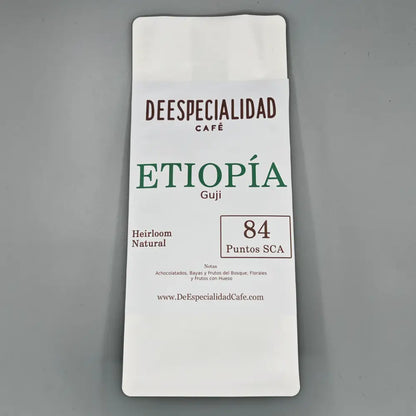 DEESPECIALIDAD
CAFÉ
ETIOPÍA
Guji
Heirloom
Natural
84
Puntos SCA
Notas
Achocolatados, Bayas y Frutos del Bosque, Florales
y Frutos con Hueso
www.DeEspecialidadCafe.com